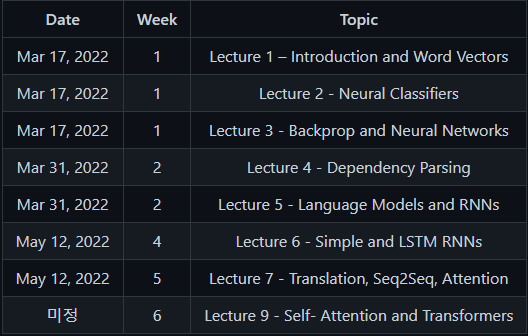 Date Week Topic
Mar 17, 2022 1 Lecture 1 – Introduction and Word Vectors
Mar 17, 2022 1 Lecture 2 - Neural Classifiers
Mar 17, 2022 1 Lecture 3 - Backprop and Neural Networks
Mar 31, 2022 2 Lecture 4 - Dependency Parsing
Mar 31, 2022 2 Lecture 5 - Language Models and RNNs
May 12, 2022 4 Lecture 6 - Simple and LSTM RNNs
May 12, 2022 5 Lecture 7 - Translation, Seq2Seq, Attention
미정 6 Lecture 9 - Self- Attention and Transformers